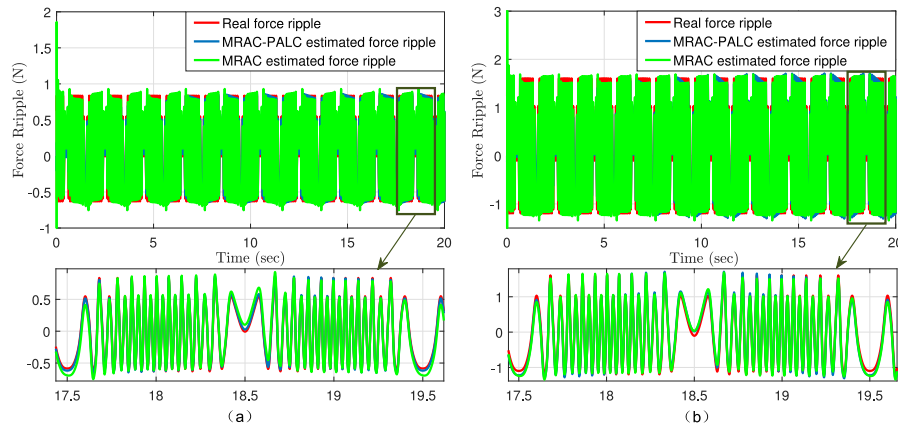 2
1.5
1
0.5
0
-0.5
-1
Force Rripple (N)
Real force ripple
MRAC-PALC estimated force ripple
MRAC estimated force ripple
0 5 10 15 20
Time (sec)
0.5
0
-0.5
17.5 18 18.5 19 19.5
(a)
3
2
1
0
-1
Force Rripple (N)
Real force ripple
MRAC-PALC estimated force ripple
MRAC estimated force ripple
0 5 10 15 20
Time (sec)
1
0
-1
17.5 18 18.5 19 19.5
(b)